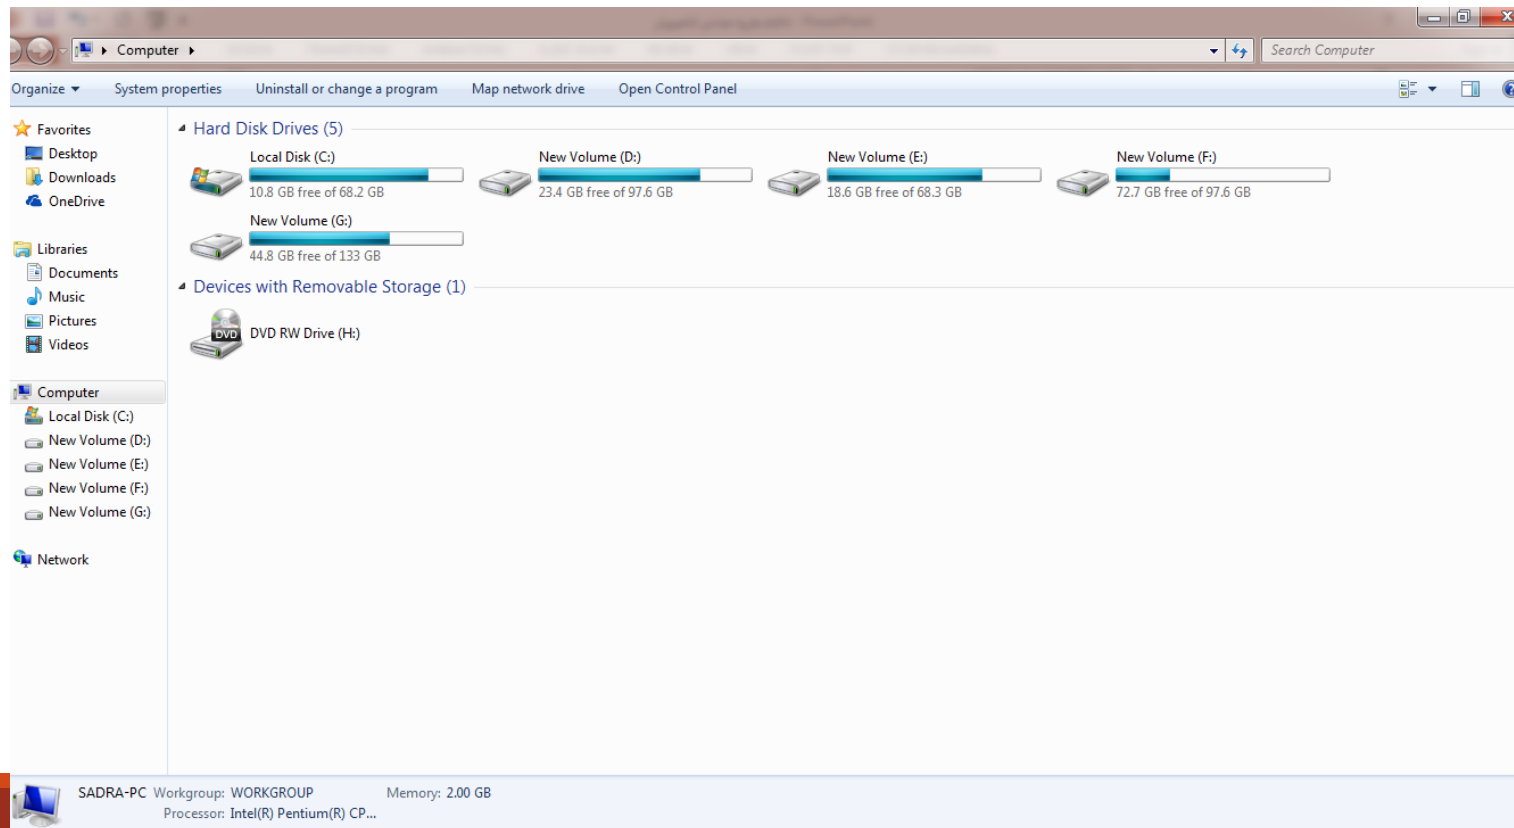 Computer
Search Computer
Organize
System properties
Uninstall or change a program
Map network drive
Open Control Panel
Favorites
Desktop
Downloads
OneDrive
Libraries
Documents
Music
Pictures
Videos
Computer
Local Disk (C:)
New Volume (D:)
New Volume (E:)
New Volume (F:)
New Volume (G:)
Network
Hard Disk Drives (5)
Local Disk (C:)
10.8 GB free of 68.2 GB
New Volume (D:)
23.4 GB free of 97.6 GB
New Volume (E:)
18.6 GB free of 68.3 GB
New Volume (F:)
72.7 GB free of 97.6 GB
New Volume (G:)
44.8 GB free of 133 GB
Devices with Removable Storage (1)
DVD
DVD RW Drive (H:)
SADRA-PC Workgroup: WORKGROUP Memory: 2.00 GB
Processor: Intel(R) Pentium(R) CP...